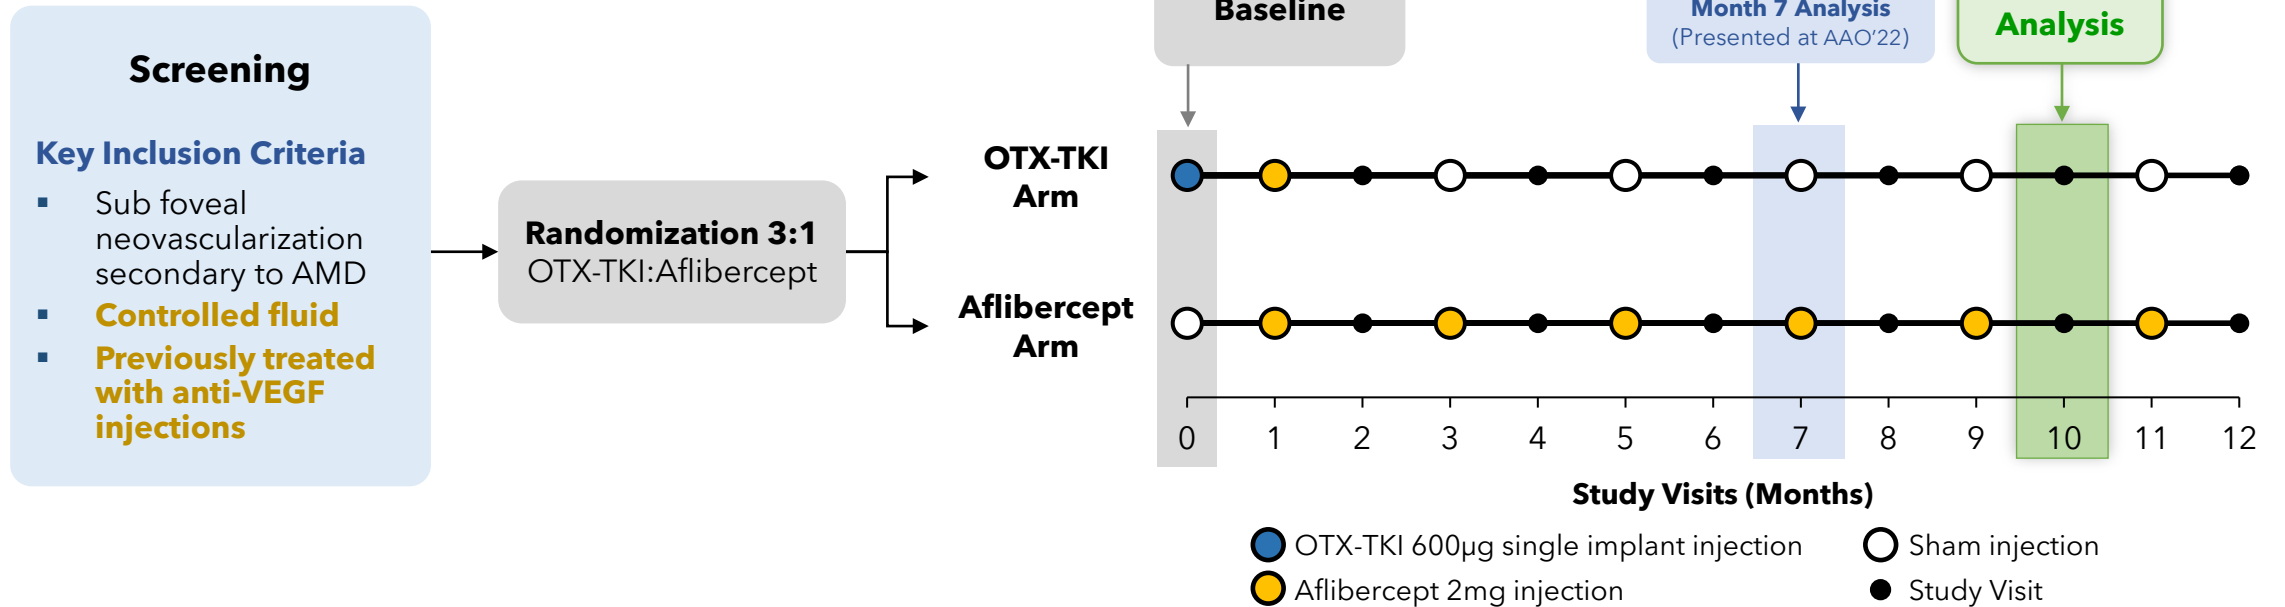 Screening
Key Inclusion Criteria
▪ Sub foveal
neovascularization
secondary to AMD
▪ Controlled fluid
▪ Previously treated
with anti-VEGF
injections
Randomization 3:1
OTX-TKI:Aflibercept
OTX-TKI
Arm
Aflibercept
Arm
Baseline
Month 7 Analysis
(Presented at AAO'22)
Analysis
0 1 2 3 4 5 6 7 8 9 10 11 12
Study Visits (Months)
OTX-TKI 600µg single implant injection
Sham injection
Aflibercept 2mg injection
Study Visit